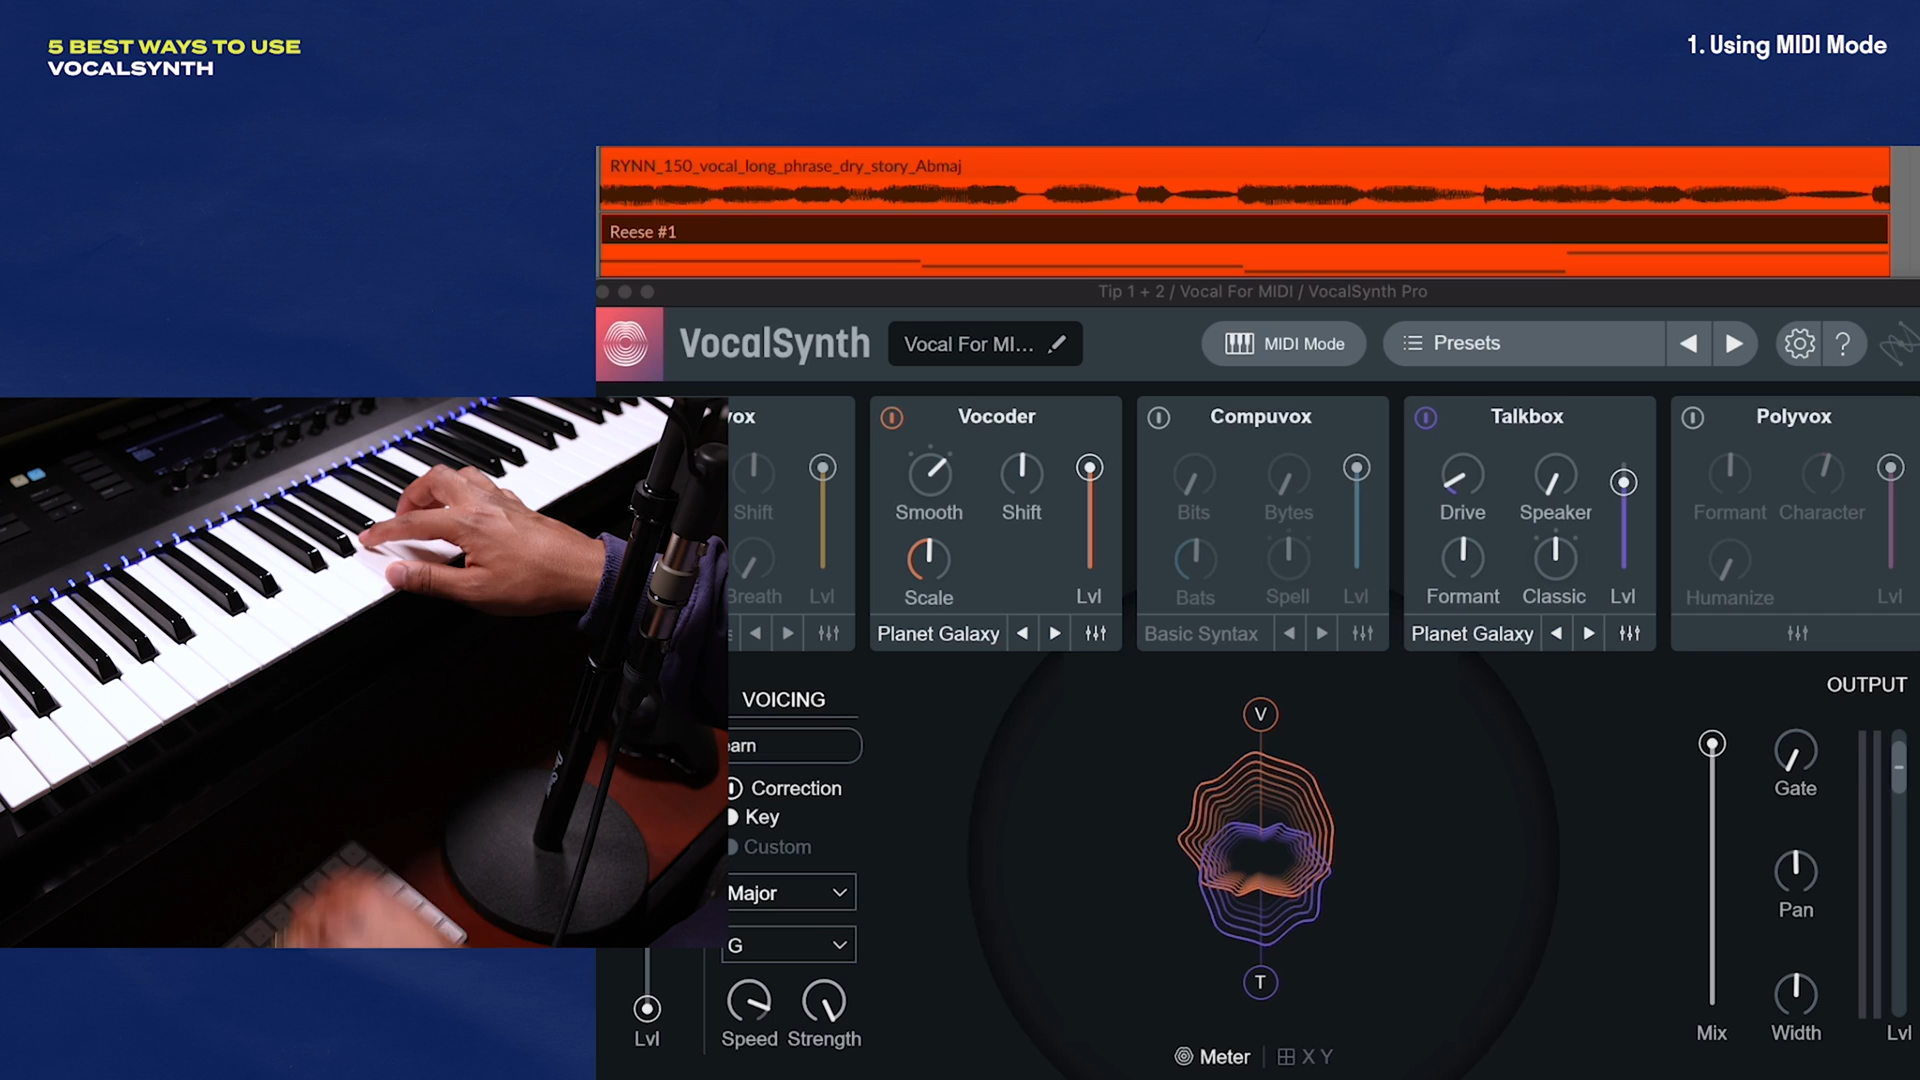 5 BEST WAYS TO USE
VOCALSYNTH
1. Using MIDI Mode
RYNN_150_vocal_long_phrase_dry_story_Abmaj
Reese #1
Tip 1 + 2 / Vocal For MIDI / VocalSynth Pro
VocalSynth
Vocal For MI...
MIDI Mode
Presets
?
vox
Vocoder
Compuvox
Talkbox
Polyvox
Shift
Smooth
Shift
Bits
Bytes
Drive
Speaker
Formant
Character
Breath
Lvl
Scale
Lvl
Bats
Spell
Lvl
Formant
Classic
Lvl
Humanize
Lvl
Planet Galaxy
Basic Syntax
Planet Galaxy
VOICING
OUTPUT
earn
Correction
Key
Custom
Major
G
V
T
Gate
Pan
Lvl
Speed
Strength
Mix
Width
Lvl
Meter
X Y